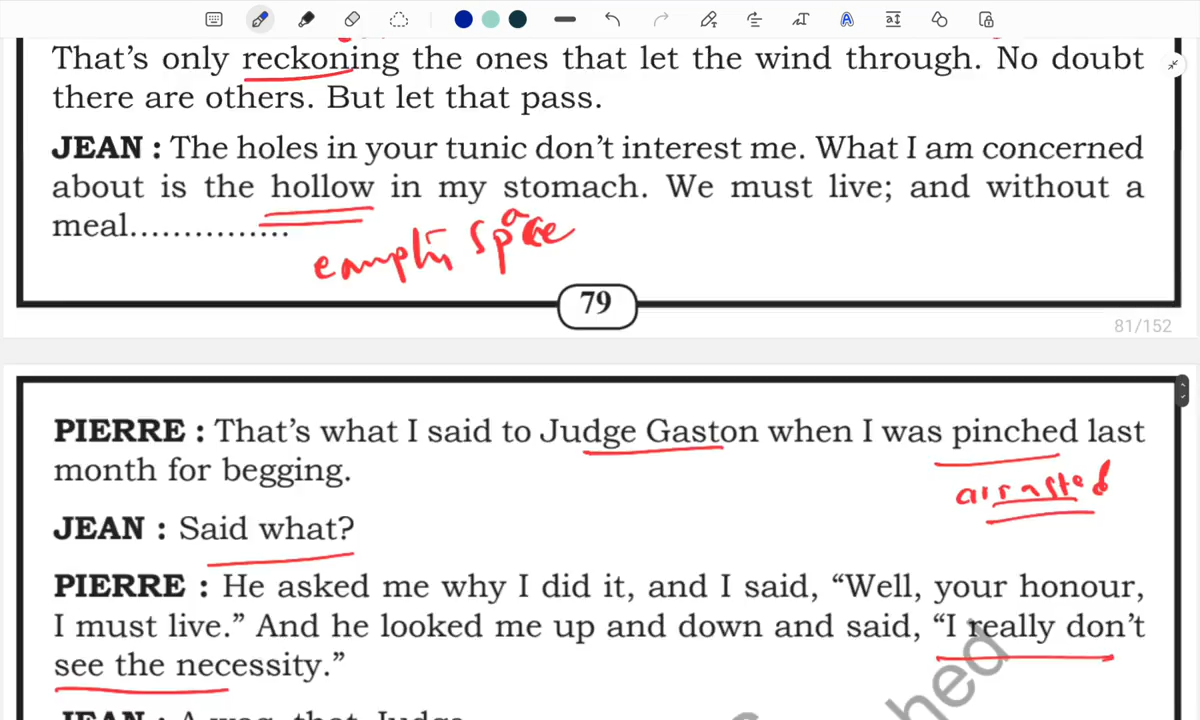 That's only reckoning the ones that let the wind through. No doubt
there are others. But let that pass.
JEAN : The holes in your tunic don't interest me. What I am concerned
about is the hollow in my stomach. We must live; and without a
meal...............
empty space
79
81/152
PIERRE : That's what I said to Judge Gaston when I was pinched last
month for begging.
arrested
JEAN : Said what?
PIERRE : He asked me why I did it, and I said, “Well, your honour,
I must live.” And he looked me up and down and said, “I really don't
see the necessity.”
JEAN : A wag, that Judge